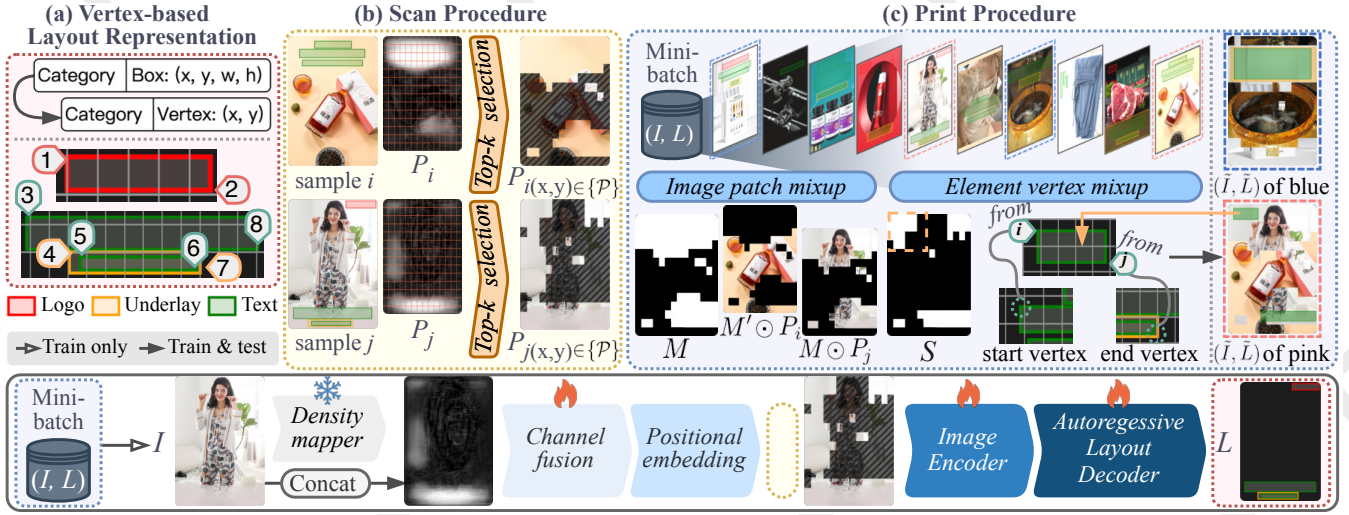 (a) Vertex-based
Layout Representation
Category Box: (x, y, w, h)
Category Vertex: (x, y)
1
2
3
8
5
6
4
7
Logo Underlay Text
Train only Train & test
(b) Scan Procedure
Top-k selection
sample i
P_i
P_{i(x,y)∈{𝒫}}
Top-k selection
sample j
P_j
P_{j(x,y)∈{𝒫}}
(c) Print Procedure
Mini-
batch
(I, L)
Image patch mixup
Element vertex mixup
(Ĩ, L̃) of blue
from
i
from
j
M
M′ ⊙ P_i
M ⊙ P_j
S
start vertex
end vertex
(Ĩ, L̃) of pink
Mini-
batch
(I, L)
I
Density
mapper
Concat
Channel
fusion
Positional
embedding
Image
Encoder
Autoregressive
Layout
Decoder
L